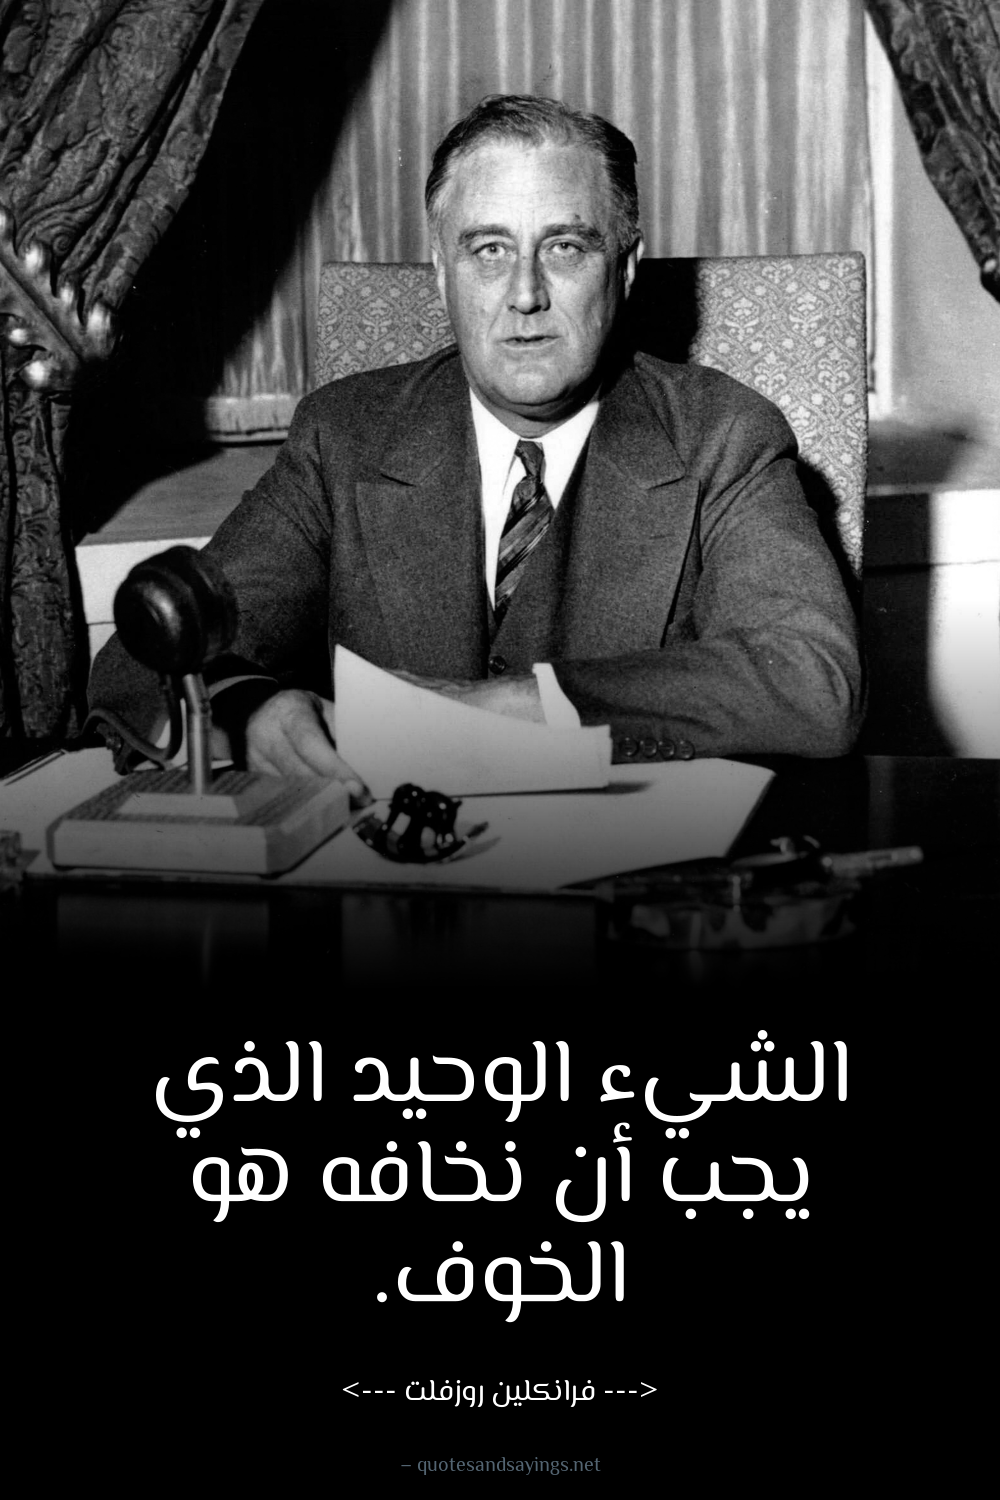 الشيء الوحيد الذي
يجب أن نخافه هو
الخوف.
<--- فرانكلين روزفلت --->
– quotesandsayings.net